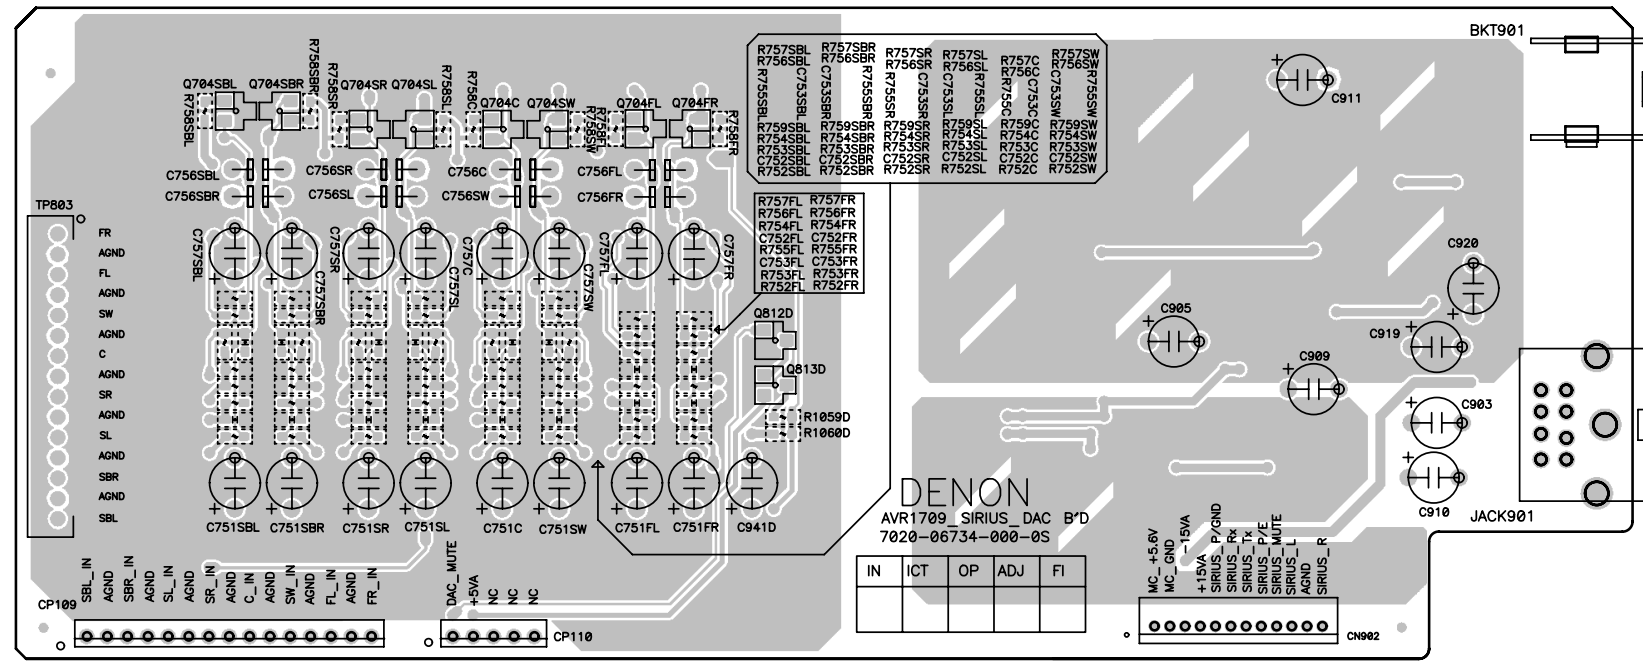 BKT901
C911
R757SBL R757SBR R757SR R757SL R757C R757SW
R756SBL R756SBR R756SR R756SL R756C R756SW
R755SBL C753SBL C753SBR R755SBR R755SR C753SR C753SL R755SL R755C C753C C753SW R755SW
R759SBL R759SBR R759SR R759SL R759C R759SW
R754SBL R754SBR R754SR R754SL R754C R754SW
R753SBL R753SBR R753SR R753SL R753C R753SW
C752SBL C752SBR C752SR C752SL C752C C752SW
R752SBL R752SBR R752SR R752SL R752C R752SW
Q704SBL Q704SBR Q704SR Q704SL Q704C Q704SW Q704FL Q704FR
R758SBL R758SBR R758SR R758SL R758C R758SW R758FL R758FR
C756SBL C756SR C756C C756FL
C756SBR C756SL C756SW C756FR
R757FL R757FR
R756FL R756FR
R754FL R754FR
C752FL C752FR
R755FL R755FR
C753FL C753FR
R753FL R753FR
R752FL R752FR
TP803
FR
AGND
FL
AGND
SW
AGND
C
AGND
SR
AGND
SL
AGND
SBR
AGND
SBL
C757SBL C757SBR C757SR C757SL C757C C757SW C757FL C757FR
Q812D
Q813D
R1059D
R1060D
C920
C905
C919
C909
C903
C910
JACK901
C751SBL C751SBR C751SR C751SL C751C C751SW C751FL C751FR C941D
DENON
AVR1709_SIRIUS_DAC B'D
7020-06734-000-0S
IN ICT OP ADJ FI
SBL_IN AGND SBR_IN AGND SL_IN AGND SR_IN AGND C_IN AGND SW_IN AGND FL_IN AGND FR_IN
CP109
DAC_MUTE +5VA NC NC NC
CP110
MC_+5.6V MC_GND -15VA +15VA SIRIUS_P/GND SIRIUS_Rx SIRIUS_Tx SIRIUS_P/E SIRIUS_MUTE SIRIUS_L AGND SIRIUS_R
CN902